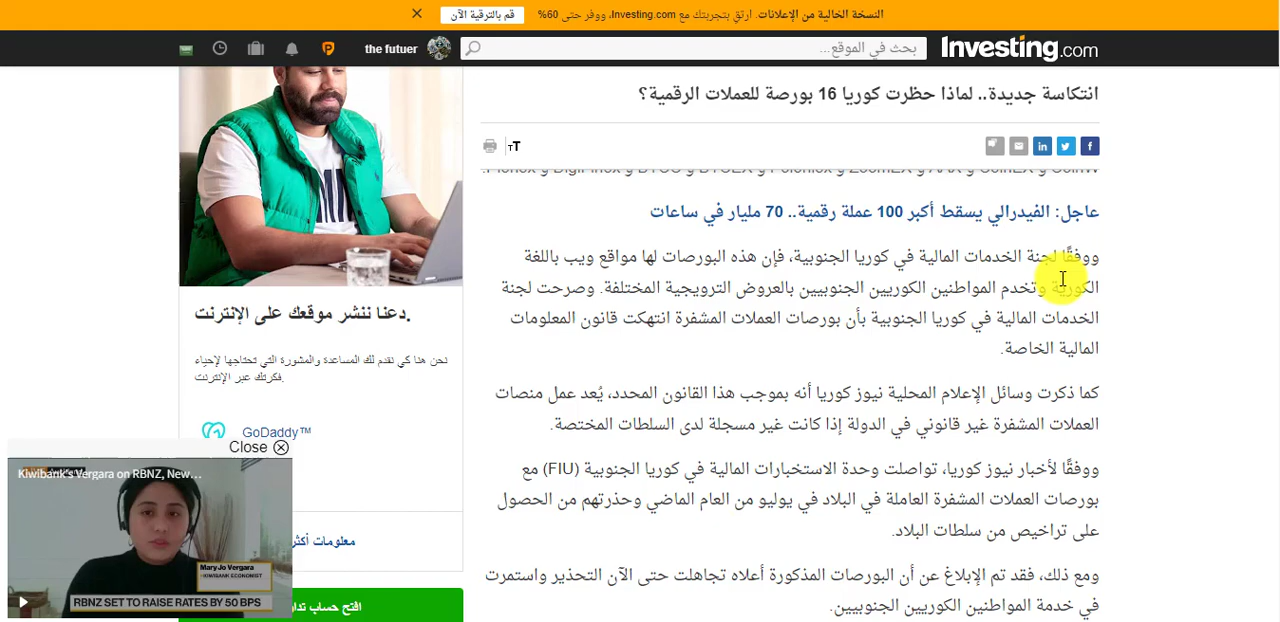 النسخة الخالية من الإعلانات. ارتقِ بتجربتك مع Investing.com، ووفر حتى 60%
قم بالترقية الآن
Investing.com
بحث في الموقع...
the futuer
انتكاسة جديدة.. لماذا حظرت كوريا 16 بورصة للعملات الرقمية؟
TT
in
f
عاجل: الفيدرالي يسقط أكبر 100 عملة رقمية.. 70 مليار في ساعات
ووفقًا لجنة الخدمات المالية في كوريا الجنوبية، فإن هذه البورصات لها مواقع ويب باللغة
الكورية وتخدم المواطنين الكوريين الجنوبيين بالعروض الترويجية المختلفة. وصرحت لجنة
الخدمات المالية في كوريا الجنوبية بأن بورصات العملات المشفرة انتهكت قانون المعلومات
المالية الخاصة.
كما ذكرت وسائل الإعلام المحلية نيوز كوريا أنه بموجب هذا القانون المحدد، يُعد عمل منصات
العملات المشفرة غير قانوني في الدولة إذا كانت غير مسجلة لدى السلطات المختصة.
ووفقًا لأخبار نيوز كوريا، تواصلت وحدة الاستخبارات المالية في كوريا الجنوبية (FIU) مع
بورصات العملات المشفرة العاملة في البلاد في يوليو من العام الماضي وحذرتهم من الحصول
على تراخيص من سلطات البلاد.
ومع ذلك، فقد تم الإبلاغ عن أن البورصات المذكورة أعلاه تجاهلت حتى الآن التحذير واستمرت
في خدمة المواطنين الكوريين الجنوبيين.
دعنا ننشر موقعك على الإنترنت.
نحن هنا كي نقدم لك المساعدة والمشورة التي تحتاجها لإحياء
فكرتك عبر الإنترنت.
GoDaddy™
Close
معلومات أكثر
افتح حساب
Kiwibank's Vergara on RBNZ, New...
Mary Jo Vergara
KIWIBANK ECONOMIST
RBNZ SET TO RAISE RATES BY 50 BPS